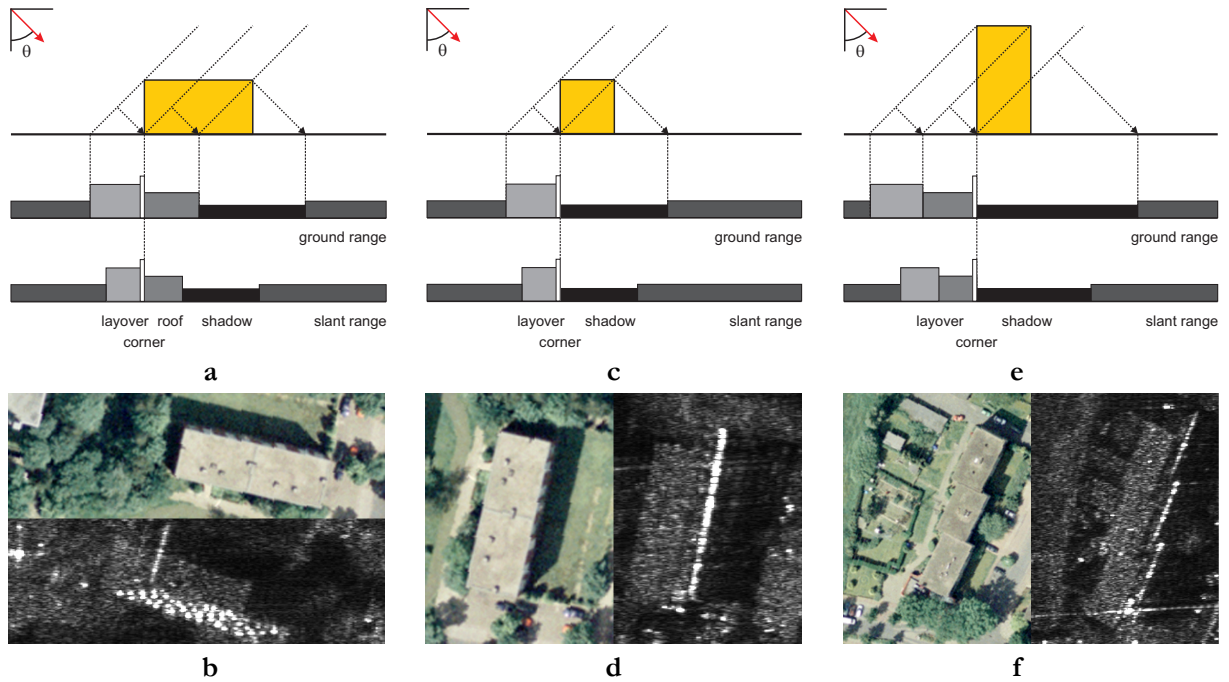 θ
θ
θ
ground range
ground range
ground range
layover roof shadow slant range
corner
layover shadow slant range
corner
layover shadow slant range
corner
a
c
e
b
d
f